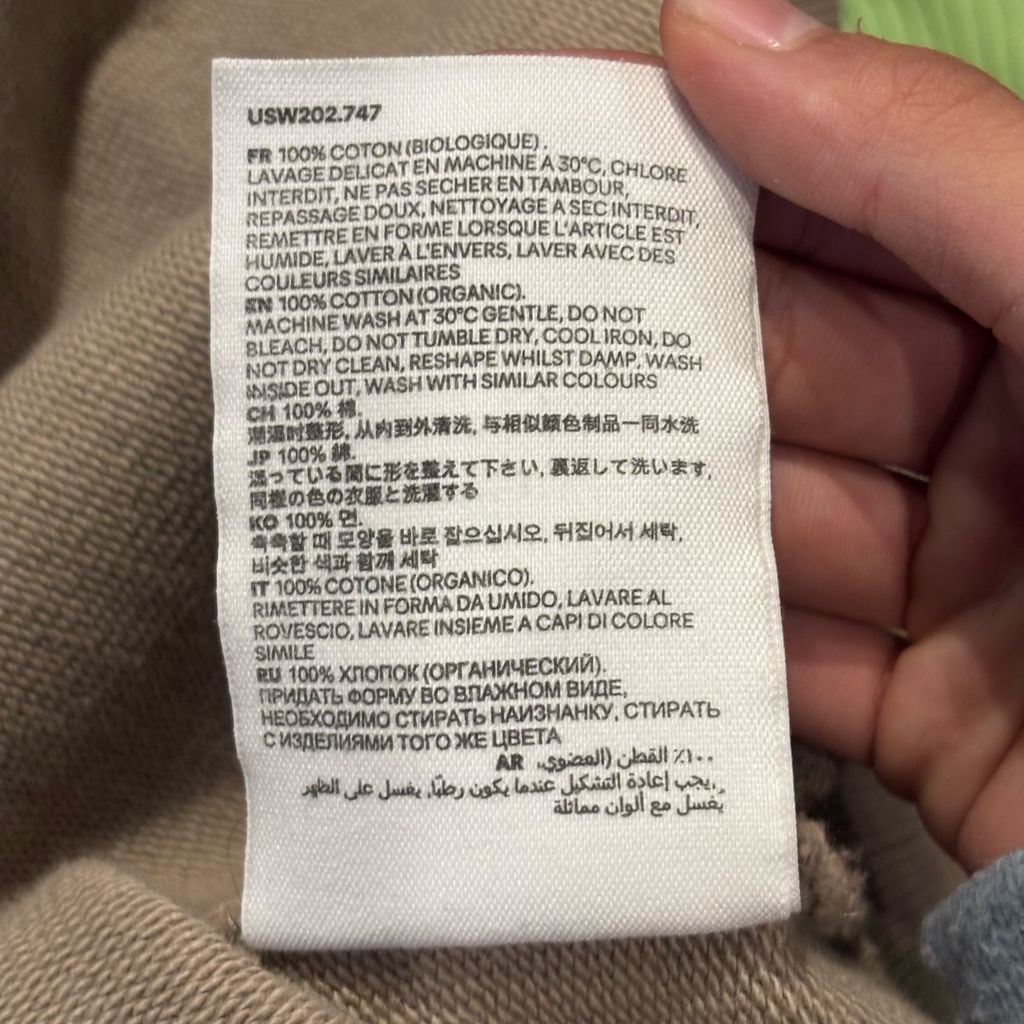 USW202.747
FR 100% COTON (BIOLOGIQUE).
LAVAGE DELICAT EN MACHINE A 30°C, CHLORE
INTERDIT, NE PAS SECHER EN TAMBOUR,
REPASSAGE DOUX, NETTOYAGE A SEC INTERDIT,
REMETTRE EN FORME LORSQUE L'ARTICLE EST
HUMIDE, LAVER À L'ENVERS, LAVER AVEC DES
COULEURS SIMILAIRES
EN 100% COTTON (ORGANIC).
MACHINE WASH AT 30°C GENTLE, DO NOT
BLEACH, DO NOT TUMBLE DRY, COOL IRON, DO
NOT DRY CLEAN, RESHAPE WHILST DAMP, WASH
INSIDE OUT, WASH WITH SIMILAR COLOURS
CH 100% 棉.
潮湿时整形, 从内到外清洗, 与相似颜色制品一同水洗
JP 100% 綿.
湿っている間に形を整えて下さい, 裏返して洗います,
同様の色の衣服と洗濯する
KO 100% 면.
축축할 때 모양을 바로 잡으십시오, 뒤집어서 세탁,
비슷한 색과 함께 세탁
IT 100% COTONE (ORGANICO).
RIMETTERE IN FORMA DA UMIDO, LAVARE AL
ROVESCIO, LAVARE INSIEME A CAPI DI COLORE
SIMILE
RU 100% ХЛОПОК (ОРГАНИЧЕСКИЙ).
ПРИДАТЬ ФОРМУ ВО ВЛАЖНОМ ВИДЕ,
НЕОБХОДИМО СТИРАТЬ НАИЗНАНКУ, СТИРАТЬ
С ИЗДЕЛИЯМИ ТОГО ЖЕ ЦВЕТА
١٠٠٪ القطن (العضوي. AR
يجب إعادة التشكيل عندما يكون رطبًا, يغسل على الظهر,
يغسل مع ألوان مماثلة